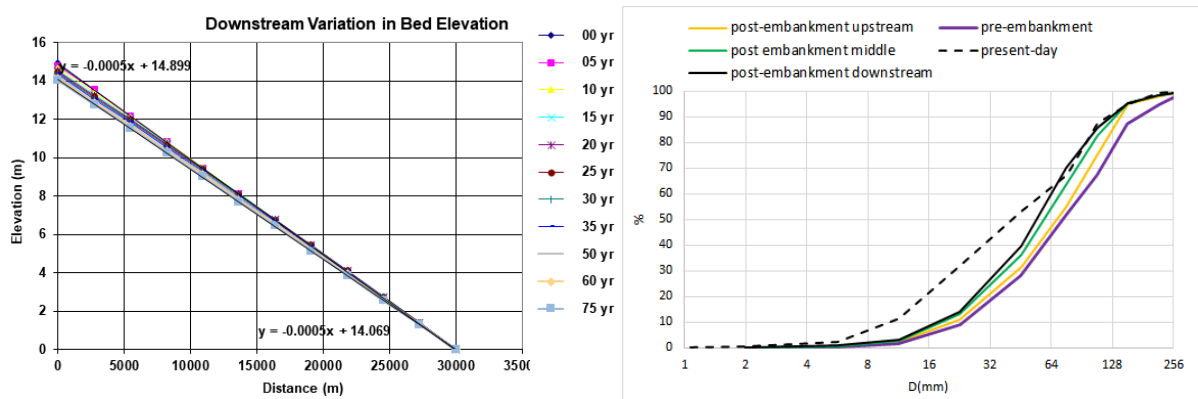 Downstream Variation in Bed Elevation
16
14
12
10
8
6
4
2
0
Elevation (m)
y = -0.0005x + 14.899
y = -0.0005x + 14.069
0 5000 10000 15000 20000 25000 30000 3500
Distance (m)
00 yr
05 yr
10 yr
15 yr
20 yr
25 yr
30 yr
35 yr
50 yr
60 yr
75 yr
post-embankment upstream pre-embankment
post embankment middle present-day
post-embankment downstream
100
90
80
70
60
50
40
30
20
10
0
%
1 2 4 8 16 32 64 128 256
D(mm)